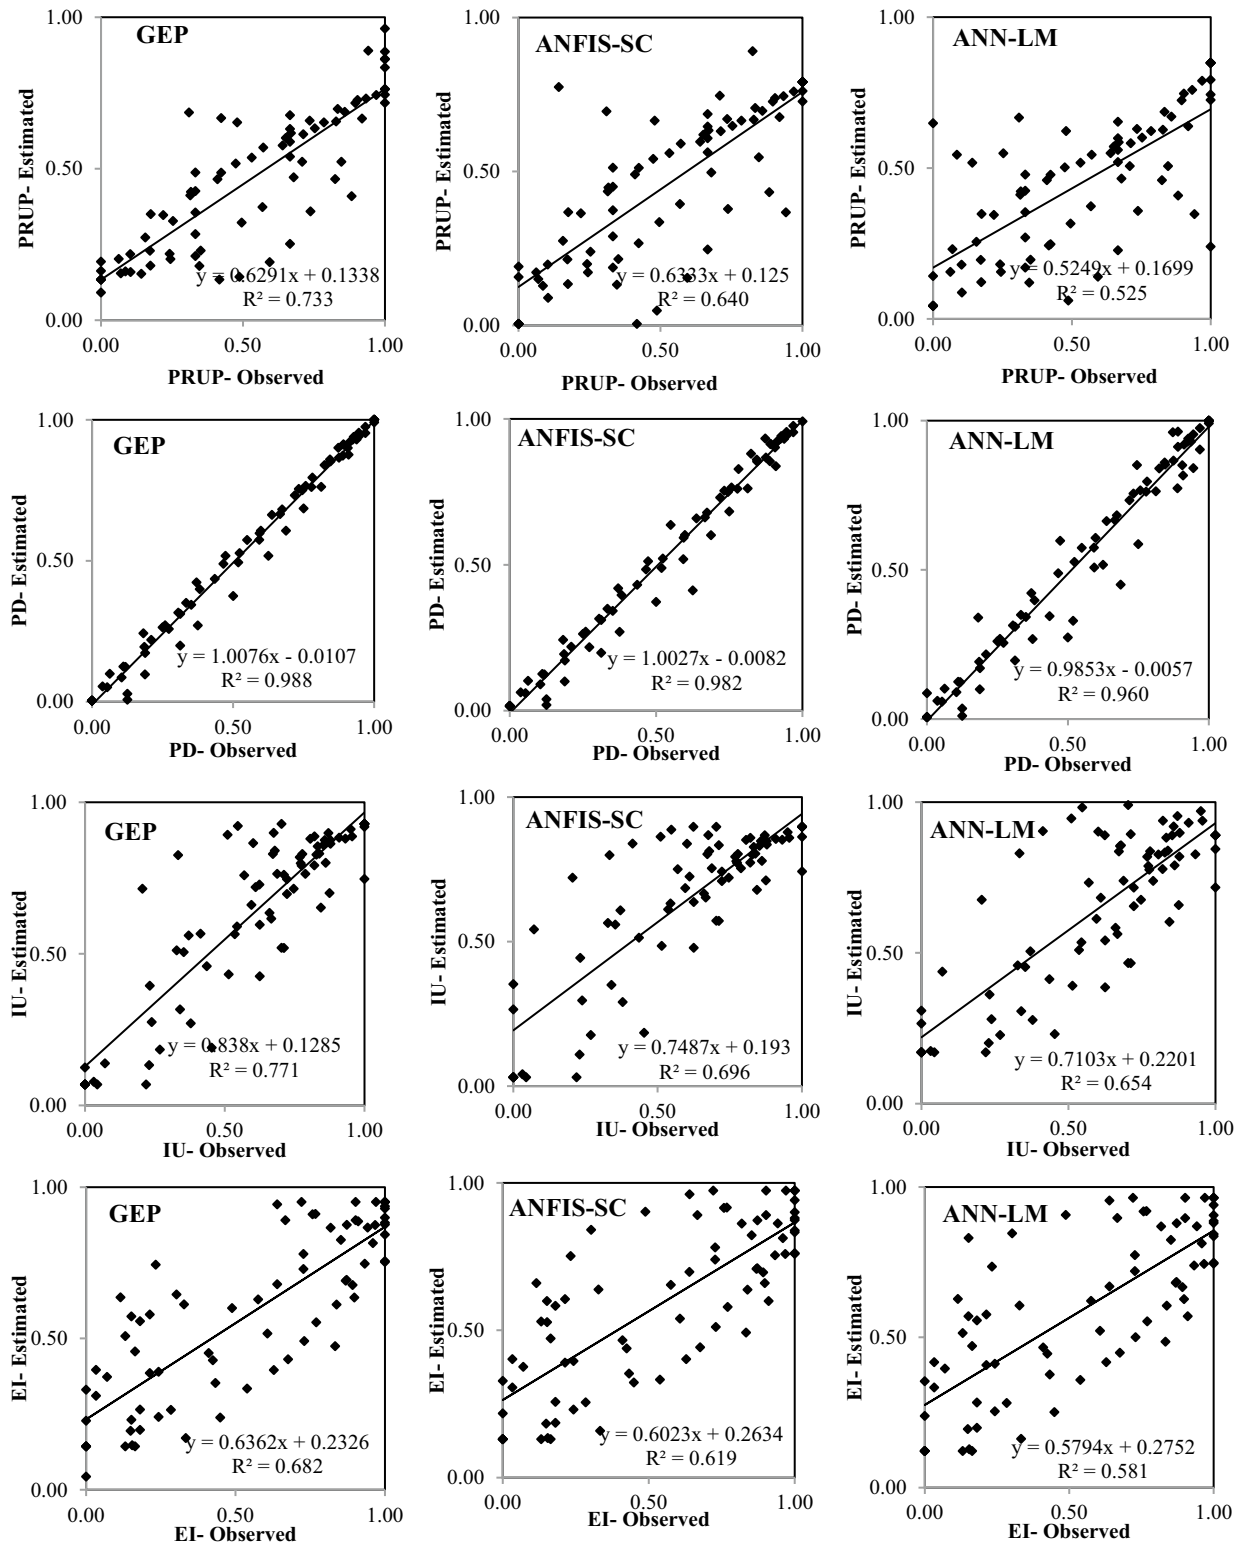 1.00
GEP
PRUP- Estimated
0.50
y = 0.6291x + 0.1338
R² = 0.733
0.00
0.00 0.50 1.00
PRUP- Observed
1.00
ANFIS-SC
PRUP- Estimated
0.50
y = 0.6333x + 0.125
R² = 0.640
0.00
0.00 0.50 1.00
PRUP- Observed
1.00
ANN-LM
PRUP- Estimated
0.50
y = 0.5249x + 0.1699
R² = 0.525
0.00
0.00 0.50 1.00
PRUP- Observed
1.00
GEP
PD- Estimated
0.50
y = 1.0076x - 0.0107
R² = 0.988
0.00
0.00 0.50 1.00
PD- Observed
1.00
ANFIS-SC
PD- Estimated
0.50
y = 1.0027x - 0.0082
R² = 0.982
0.00
0.00 0.50 1.00
PD- Observed
1.00
ANN-LM
PD- Estimated
0.50
y = 0.9853x - 0.0057
R² = 0.960
0.00
0.00 0.50 1.00
PD- Observed
1.00
GEP
IU- Estimated
0.50
y = 0.838x + 0.1285
R² = 0.771
0.00
0.00 0.50 1.00
IU- Observed
1.00
ANFIS-SC
IU- Estimated
0.50
y = 0.7487x + 0.193
R² = 0.696
0.00
0.00 0.50 1.00
IU- Observed
1.00
ANN-LM
IU- Estimated
0.50
y = 0.7103x + 0.2201
R² = 0.654
0.00
0.00 0.50 1.00
IU- Observed
1.00
GEP
EI- Estimated
0.50
y = 0.6362x + 0.2326
R² = 0.682
0.00
0.00 0.50 1.00
EI- Observed
1.00
ANFIS-SC
EI- Estimated
0.50
y = 0.6023x + 0.2634
R² = 0.619
0.00
0.00 0.50 1.00
EI- Observed
1.00
ANN-LM
EI- Estimated
0.50
y = 0.5794x + 0.2752
R² = 0.581
0.00
0.00 0.50 1.00
EI- Observed